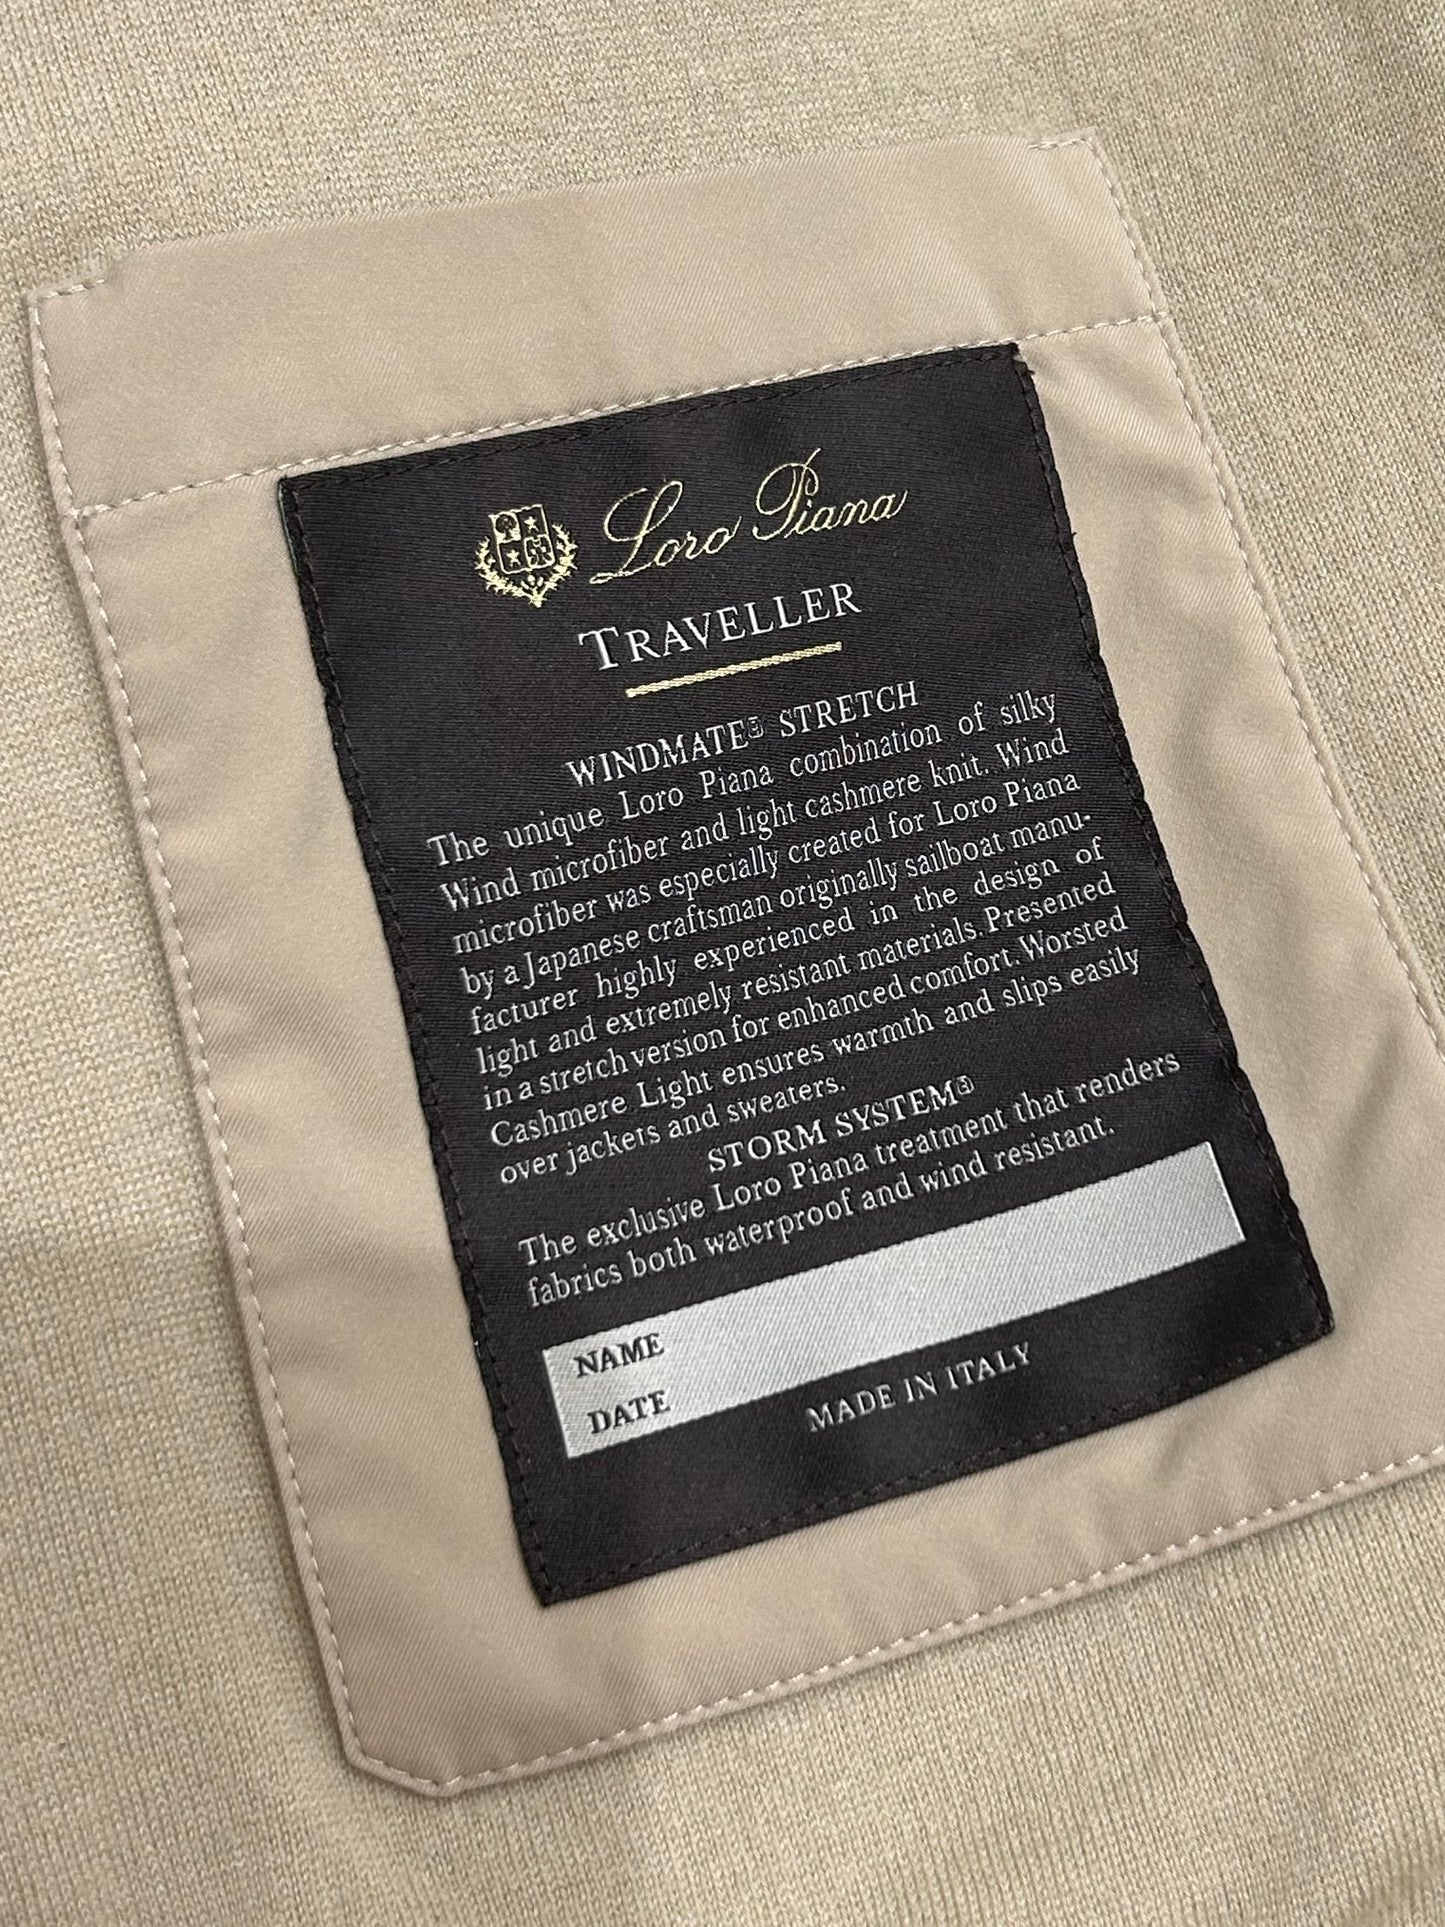 GR
Loro Piana
TRAVELLER
WINDMATE® STRETCH
The unique Loro Piana combination of silky
Wind microfiber and light cashmere knit. Wind
microfiber was especially created for Loro Piana
by a Japanese craftsman originally sailboat manu-
facturer highly experienced in the design of
light and extremely resistant materials. Presented
in a stretch version for enhanced comfort. Worsted
Cashmere Light ensures warmth and slips easily
over jackets and sweaters.
STORM SYSTEM®
The exclusive Loro Piana treatment that renders
fabrics both waterproof and wind resistant.
NAME
DATE
MADE IN ITALY